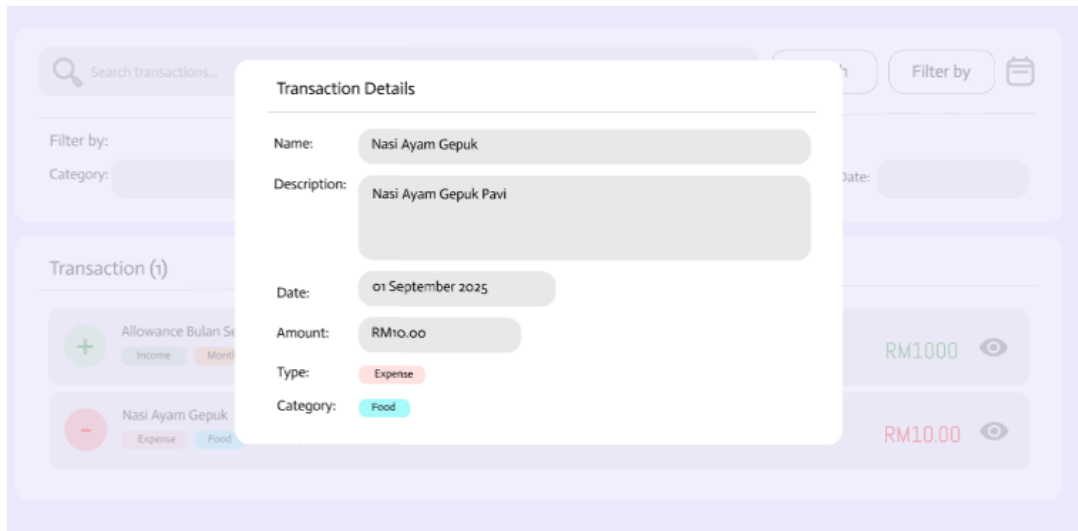 Search transactions...
Filter by
Filter by:
Category:
Date:
Transaction Details
Name: Nasi Ayam Gepuk
Description: Nasi Ayam Gepuk Pavi
Date: 01 September 2025
Amount: RM10.00
Type: Expense
Category: Food
Transaction (1)
Allowance Bulan
Income
RM1000
Nasi Ayam Gepuk
Expense Food
RM10.00